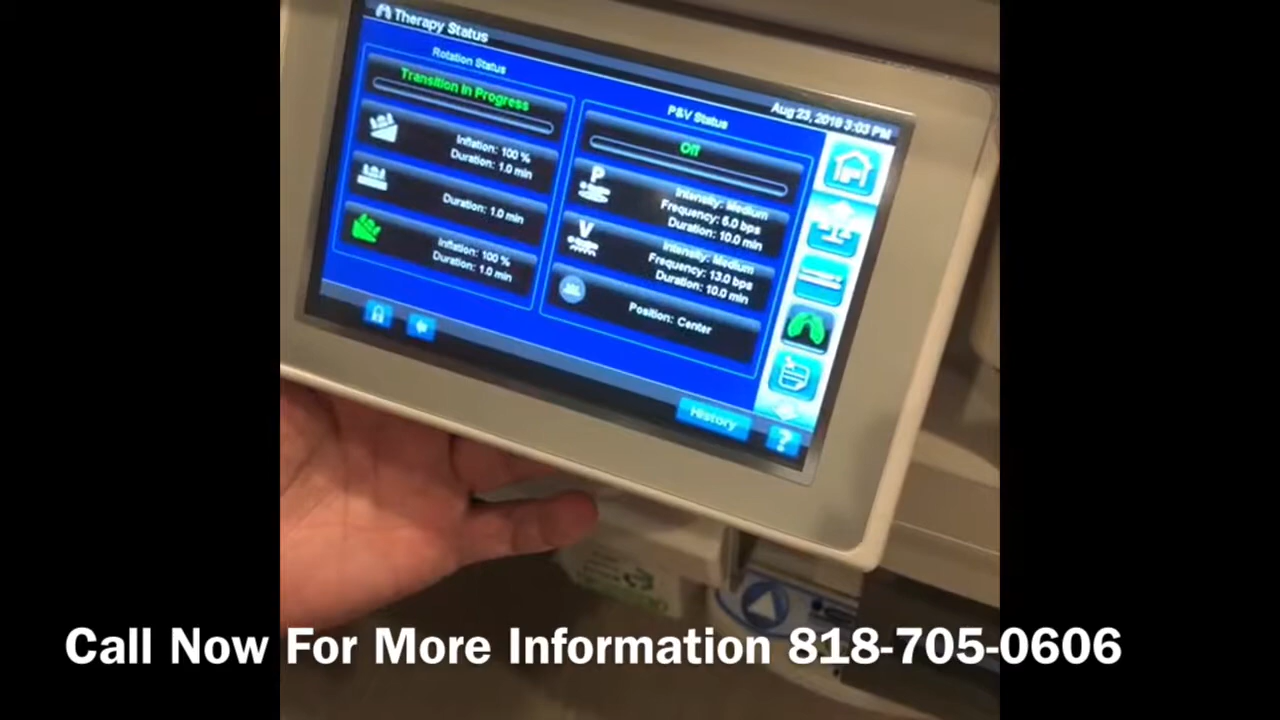 Therapy Status
Aug 23, 2018 3:03 PM
Rotation Status
Transition In Progress
Inflation: 100 %
Duration: 1.0 min
Duration: 1.0 min
Inflation: 100 %
Duration: 1.0 min
P&V Status
Off
P
Intensity: Medium
Frequency: 6.0 bps
Duration: 10.0 min
V
Intensity: Medium
Frequency: 13.0 bps
Duration: 10.0 min
Position: Center
History
?
Call Now For More Information 818-705-0606